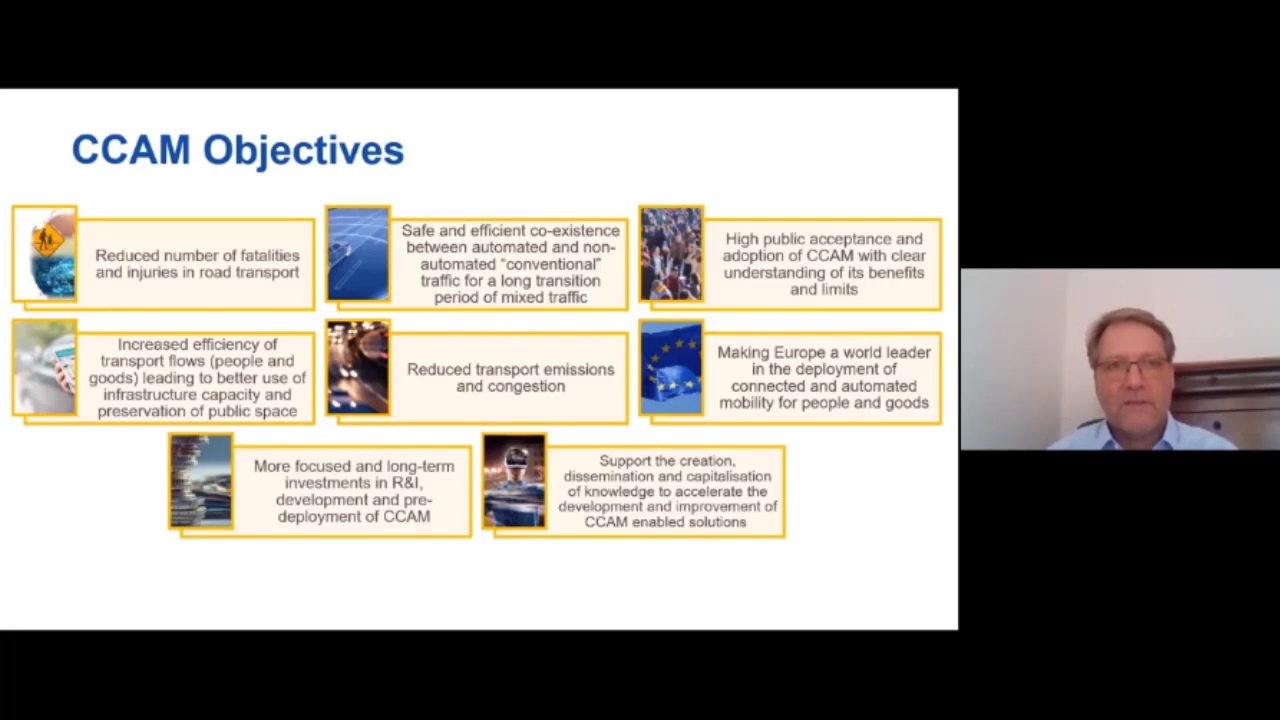 CCAM Objectives
Reduced number of fatalities
and injuries in road transport
Safe and efficient co-existence
between automated and non-
automated “conventional”
traffic for a long transition
period of mixed traffic
High public acceptance and
adoption of CCAM with clear
understanding of its benefits
and limits
Increased efficiency of
transport flows (people and
goods) leading to better use of
infrastructure capacity and
preservation of public space
Reduced transport emissions
and congestion
Making Europe a world leader
in the deployment of
connected and automated
mobility for people and goods
More focused and long-term
investments in R&I,
development and pre-
deployment of CCAM
Support the creation,
dissemination and capitalisation
of knowledge to accelerate the
development and improvement of
CCAM enabled solutions